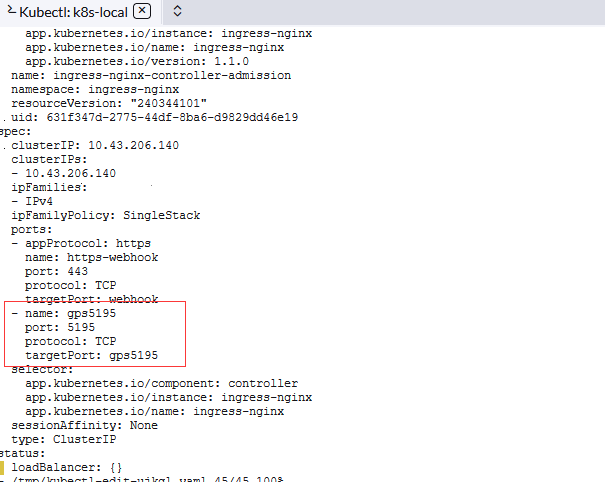 Kubectl: k8s-local
app.kubernetes.io/instance: ingress-nginx
app.kubernetes.io/name: ingress-nginx
app.kubernetes.io/version: 1.1.0
name: ingress-nginx-controller-admission
namespace: ingress-nginx
resourceVersion: "240344101"
uid: 631f347d-2775-44df-8ba6-d9829dd46e19
spec:
clusterIP: 10.43.206.140
clusterIPs:
- 10.43.206.140
ipFamilies:
- IPv4
ipFamilyPolicy: SingleStack
ports:
- appProtocol: https
name: https-webhook
port: 443
protocol: TCP
targetPort: webhook
- name: gps5195
port: 5195
protocol: TCP
targetPort: gps5195
selector:
app.kubernetes.io/component: controller
app.kubernetes.io/instance: ingress-nginx
app.kubernetes.io/name: ingress-nginx
sessionAffinity: None
type: ClusterIP
status:
loadBalancer: {}